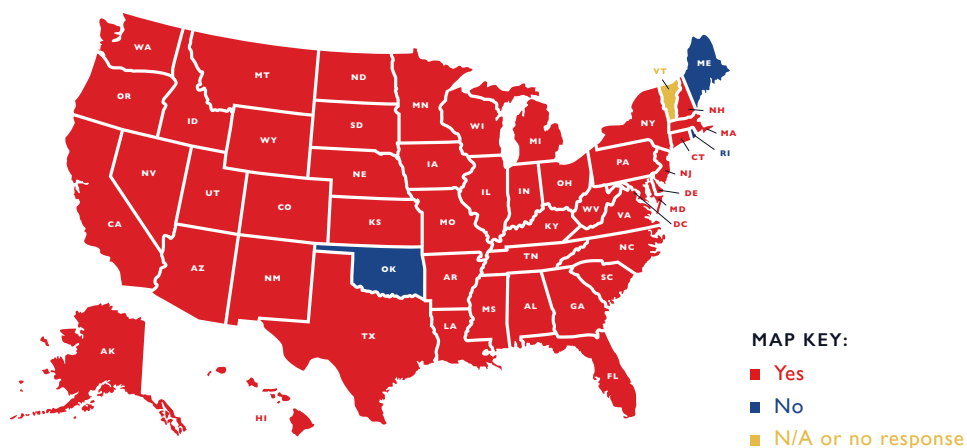 WA
OR
CA
NV
ID
MT
WY
UT
CO
AZ
NM
ND
SD
NE
KS
OK
TX
MN
IA
MO
AR
LA
WI
IL
MI
IN
OH
KY
TN
MS
AL
GA
FL
SC
NC
VA
WV
PA
NY
VT
ME
NH
MA
RI
CT
NJ
DE
MD
DC
AK
HI
MAP KEY:
Yes
No
N/A or no response